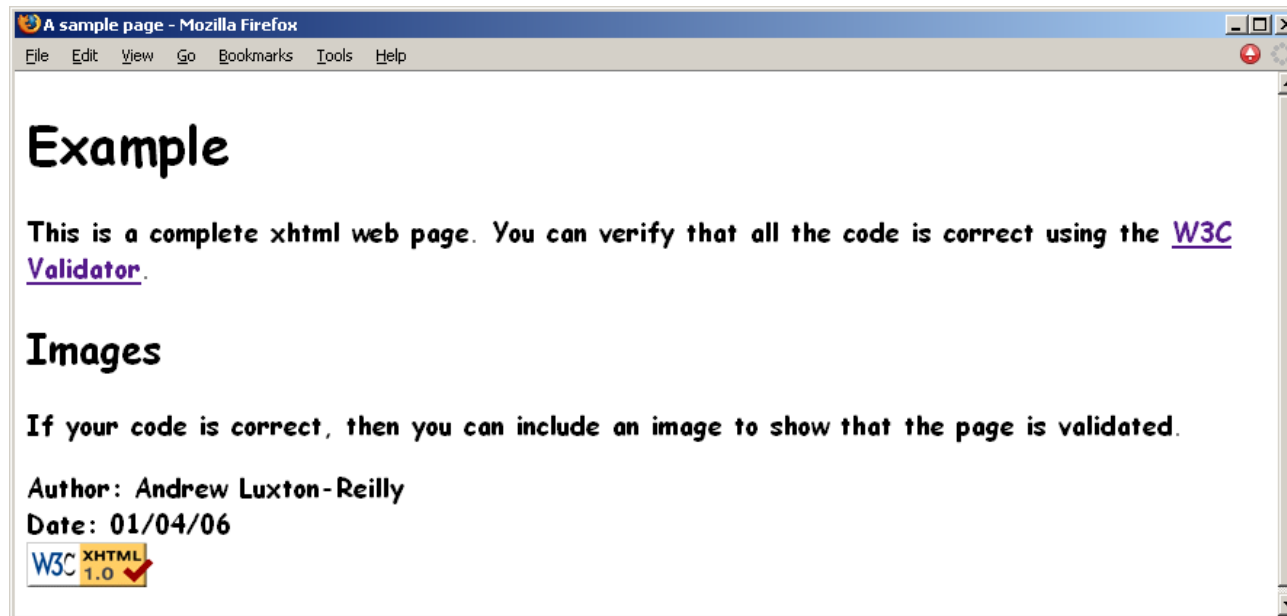 A sample page - Mozilla Firefox
File Edit View Go Bookmarks Tools Help
Example
This is a complete xhtml web page. You can verify that all the code is correct using the W3C
Validator.
Images
If your code is correct, then you can include an image to show that the page is validated.
Author: Andrew Luxton-Reilly
Date: 01/04/06
W3C XHTML
1.0